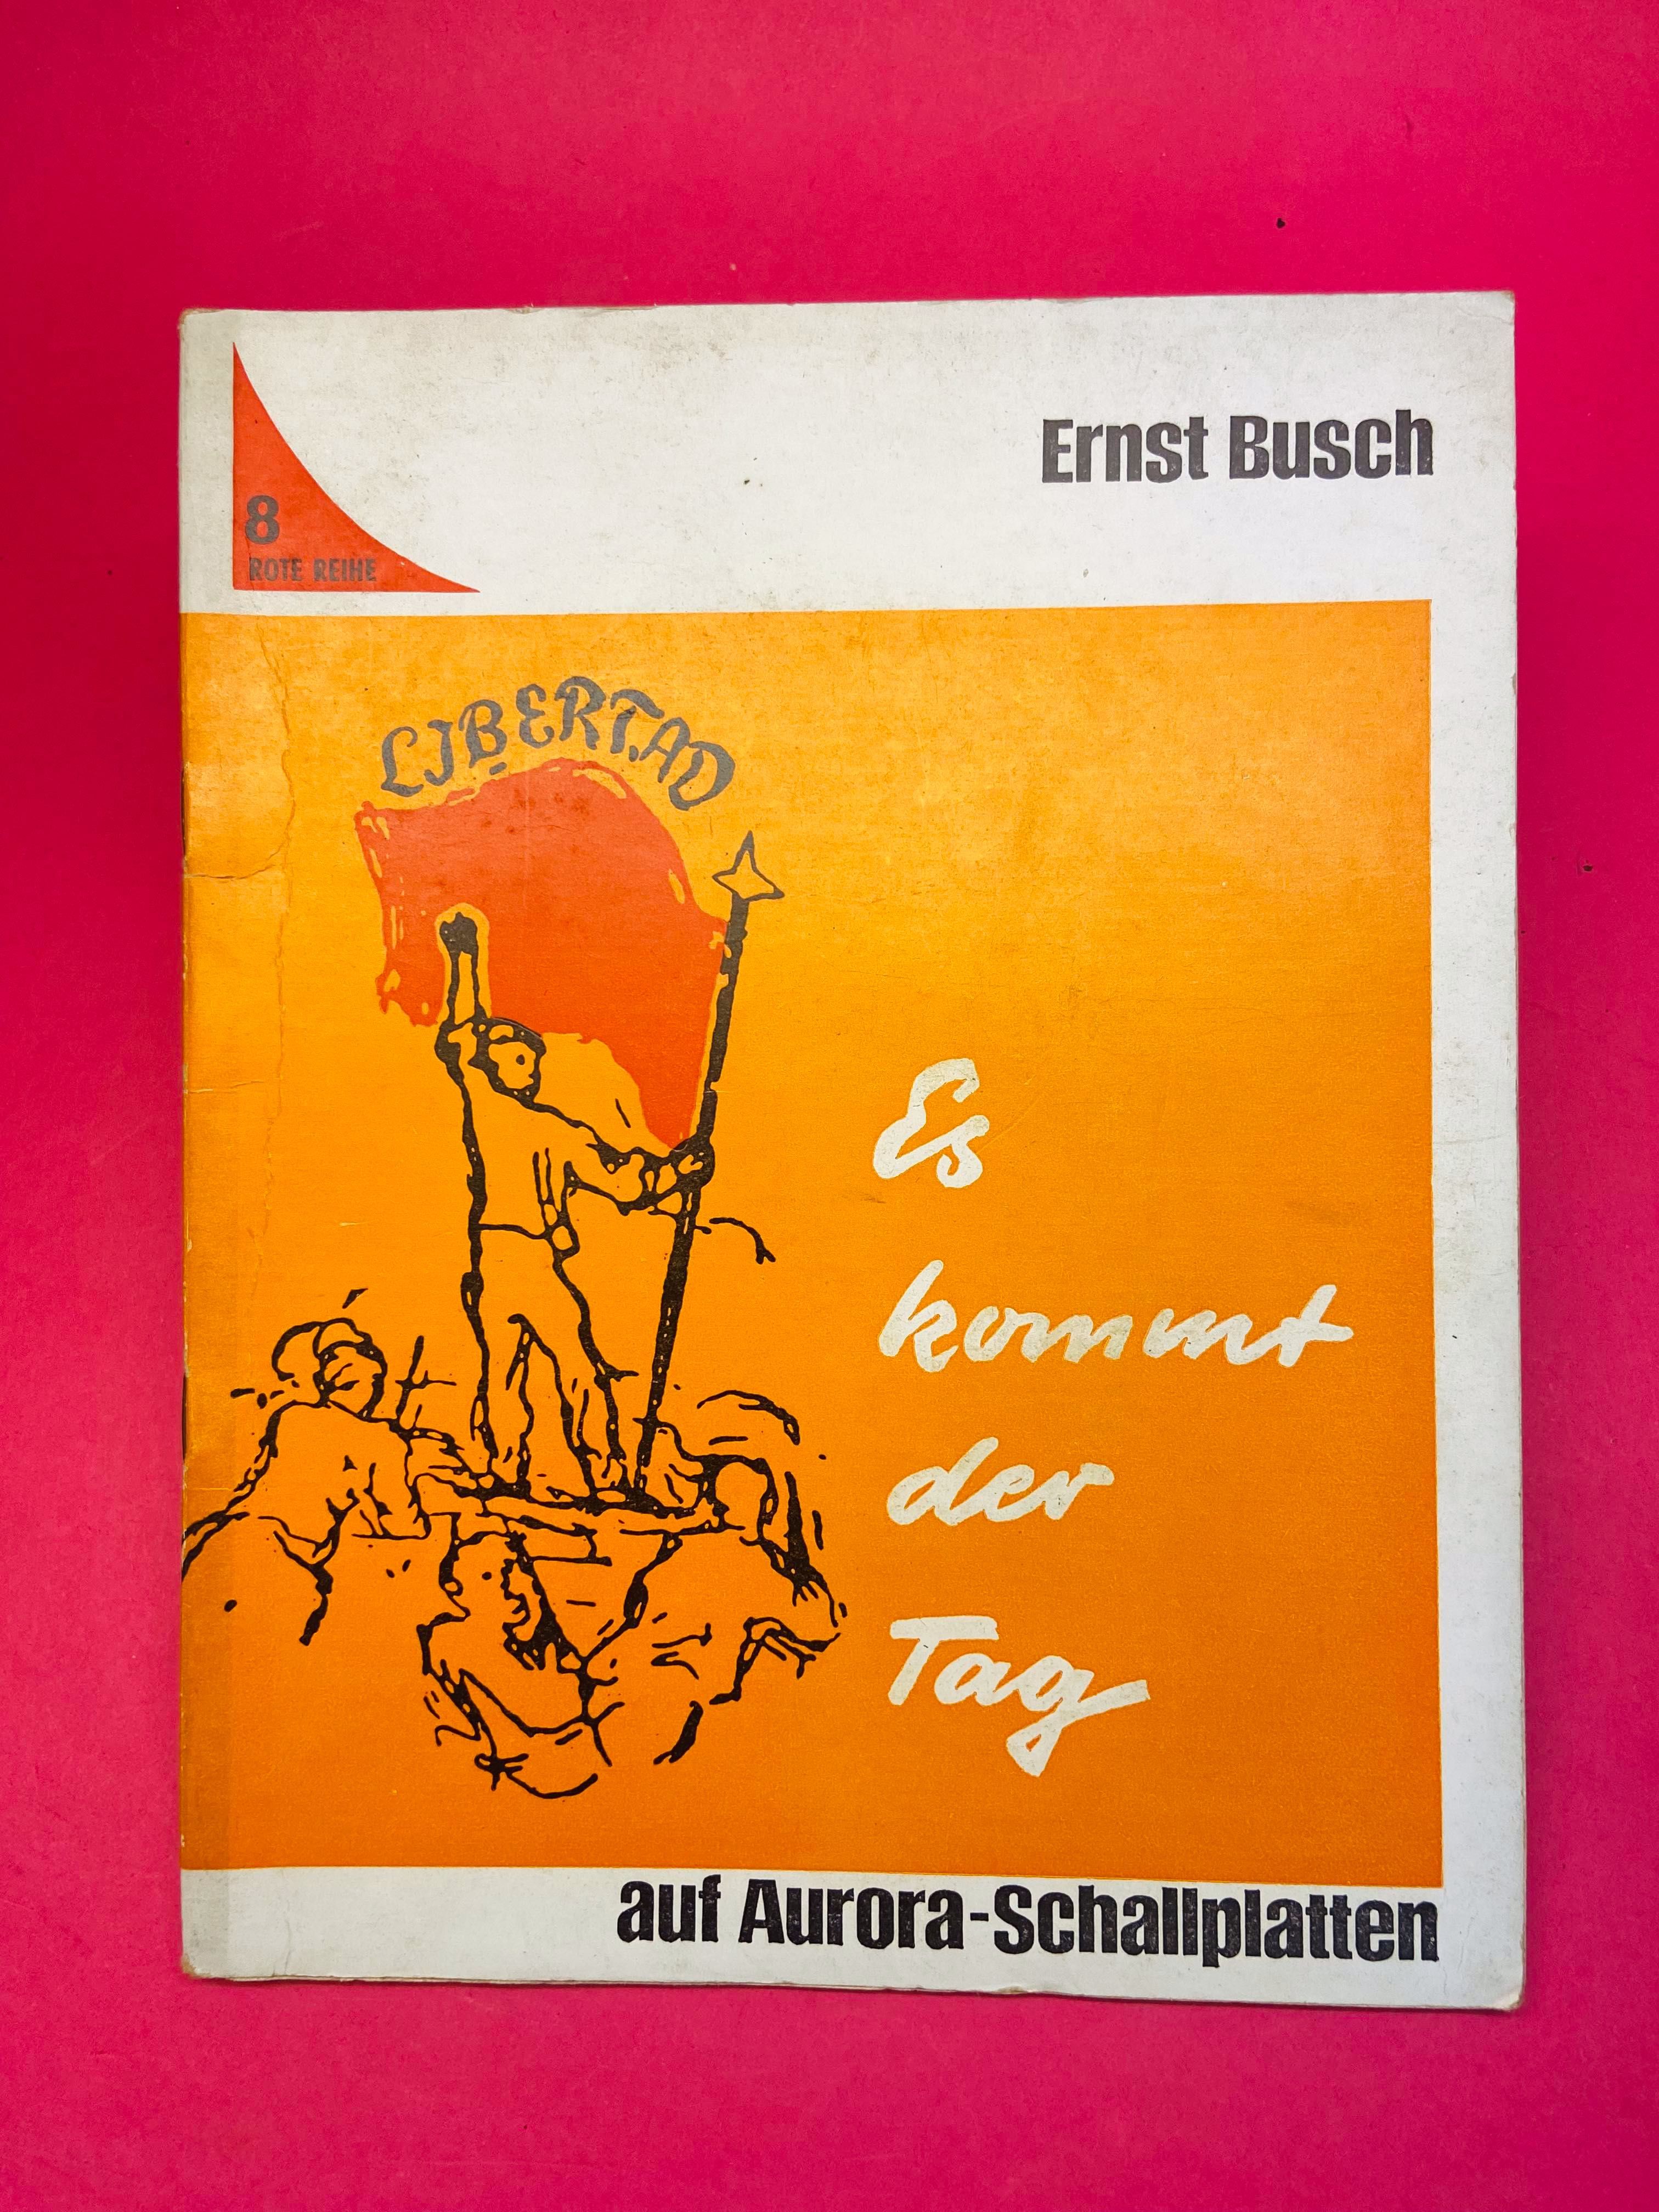 Ernst Busch
8
ROTE REIHE
LIBERTAD
Es
kommt
der
Tag
auf Aurora-Schallplatten